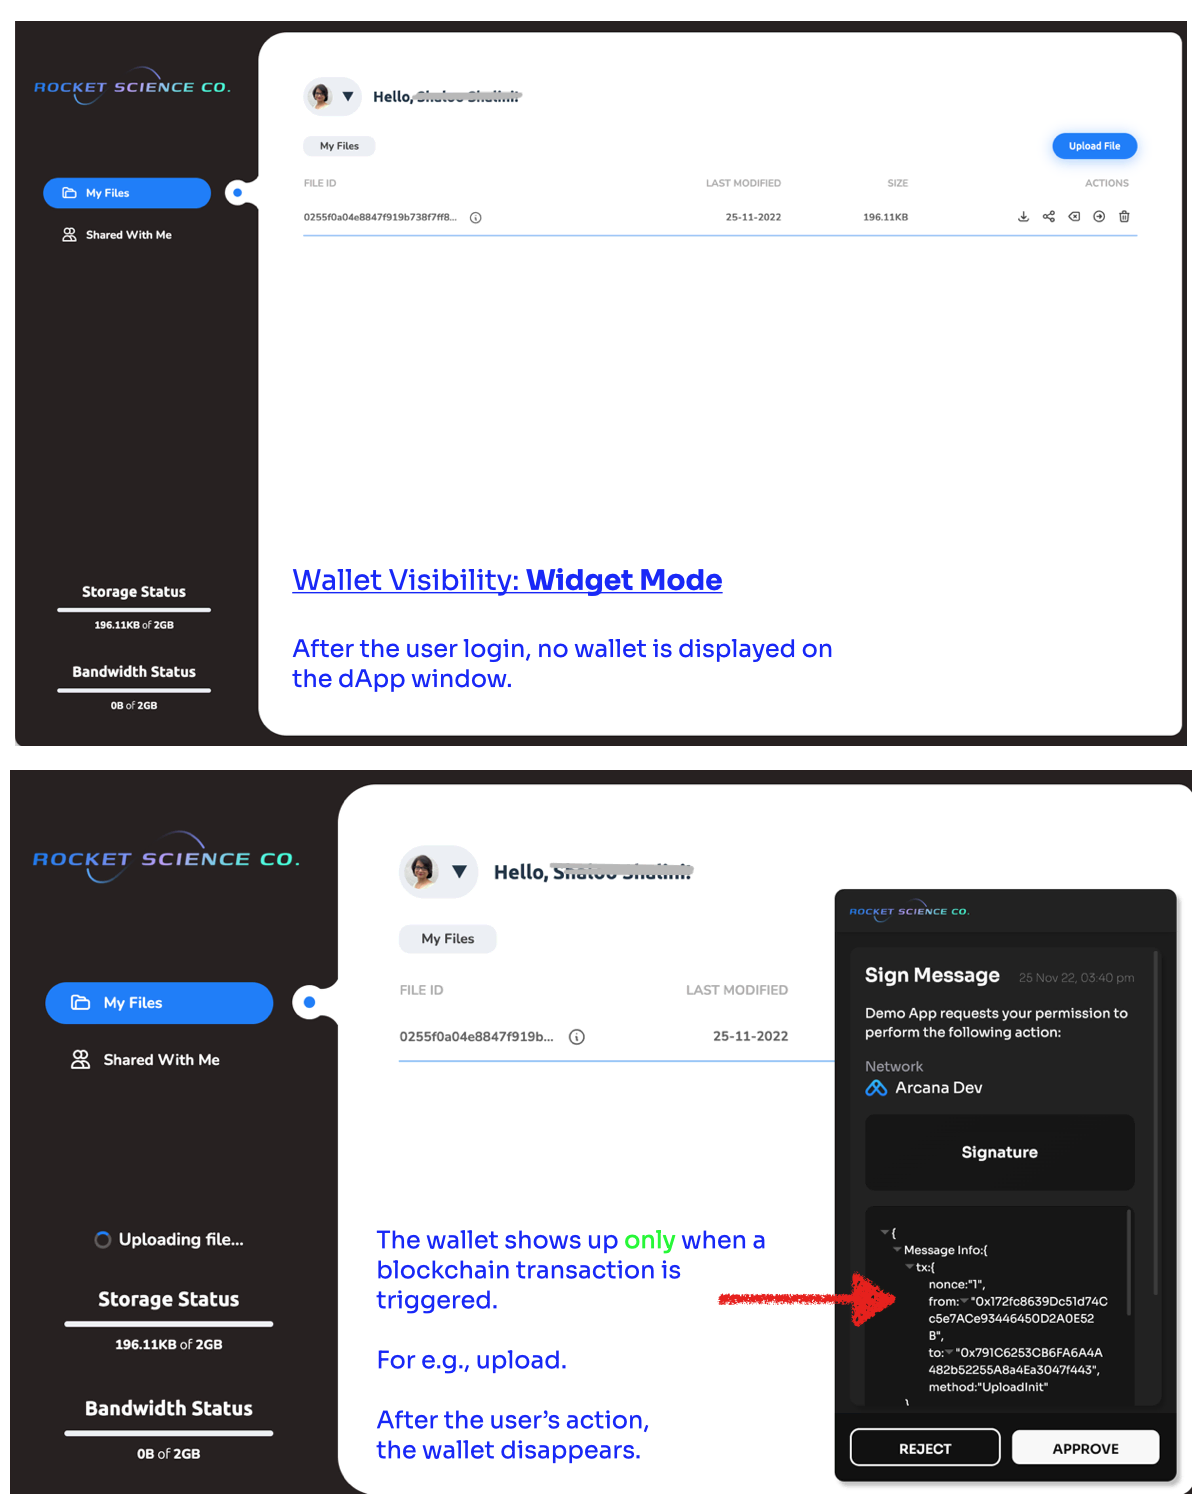 ROCKET SCIENCE CO.
Hello,
My Files
Upload File
FILE ID LAST MODIFIED SIZE ACTIONS
My Files
0255f0a04e8847f919b738f7ff8... 25-11-2022 196.11KB
Shared With Me
Wallet Visibility: Widget Mode
Storage Status
196.11KB of 2GB
After the user login, no wallet is displayed on
the dApp window.
Bandwidth Status
0B of 2GB
ROCKET SCIENCE CO.
Hello,
My Files
FILE ID LAST MODIFIED
My Files
0255f0a04e8847f919b... 25-11-2022
Shared With Me
Uploading file...
Storage Status
196.11KB of 2GB
Bandwidth Status
0B of 2GB
The wallet shows up only when a
blockchain transaction is
triggered.
For e.g., upload.
After the user’s action,
the wallet disappears.
ROCKET SCIENCE CO.
Sign Message 25 Nov 22, 03:40 pm
Demo App requests your permission to
perform the following action:
Network
Arcana Dev
Signature
{
Message Info:{
tx:{
nonce:"1",
from: "0x172fc8639Dc51d74C
c5e7ACe93446450D2A0E52
B",
to: "0x791C6253CB6FA6A4A
482b52255A8a4Ea3047f443",
method:"UploadInit"
REJECT APPROVE